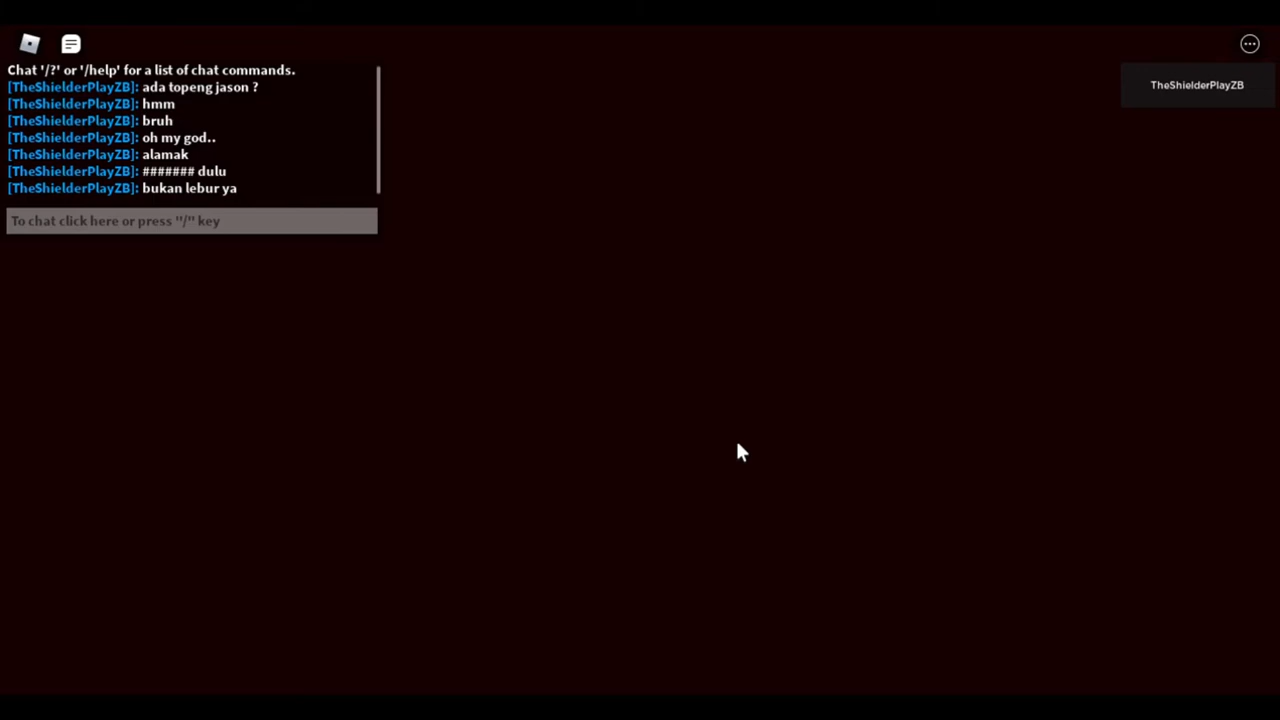 Chat '/?' or '/help' for a list of chat commands.
TheShielderPlayZB
[TheShielderPlayZB]: ada topeng jason ?
[TheShielderPlayZB]: hmm
[TheShielderPlayZB]: bruh
[TheShielderPlayZB]: oh my god..
[TheShielderPlayZB]: alamak
[TheShielderPlayZB]: ####### dulu
[TheShielderPlayZB]: bukan lebur ya
To chat click here or press "/" key